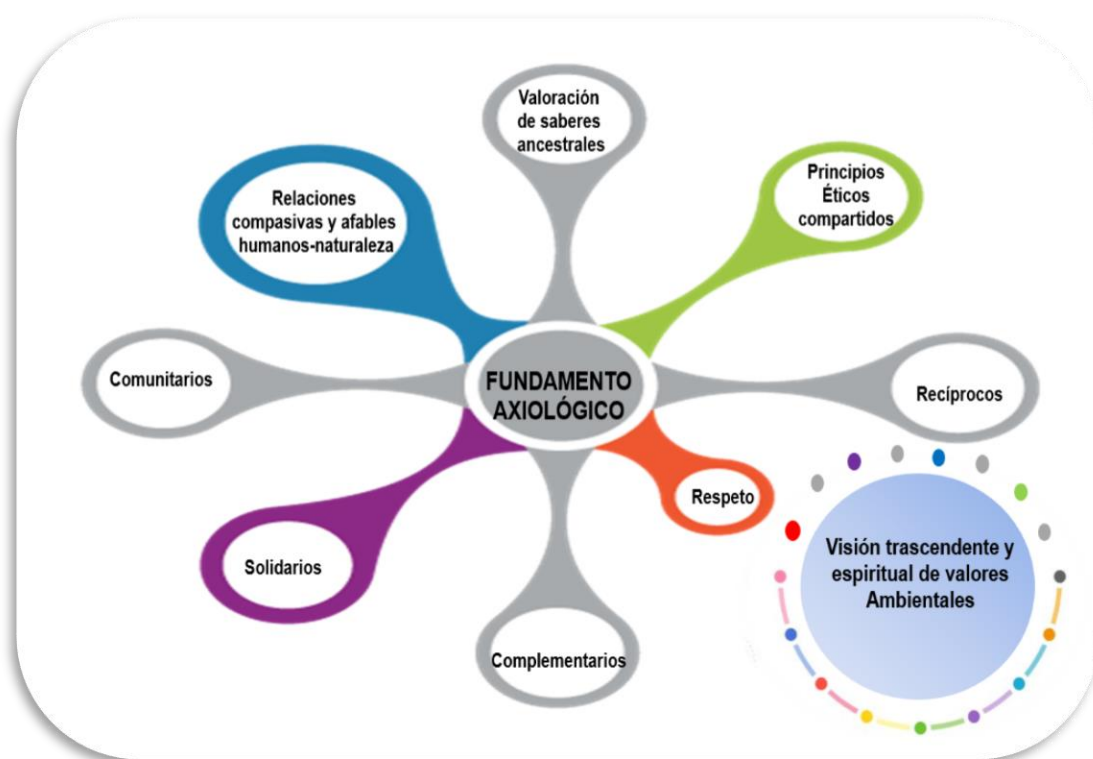 Valoración
de saberes
ancestrales
Principios
Éticos
compartidos
Relaciones
compasivas y afables
humanos-naturaleza
Comunitarios
FUNDAMENTO
AXIOLÓGICO
Recíprocos
Respeto
Solidarios
Visión trascendente y
espiritual de valores
Ambientales
Complementarios